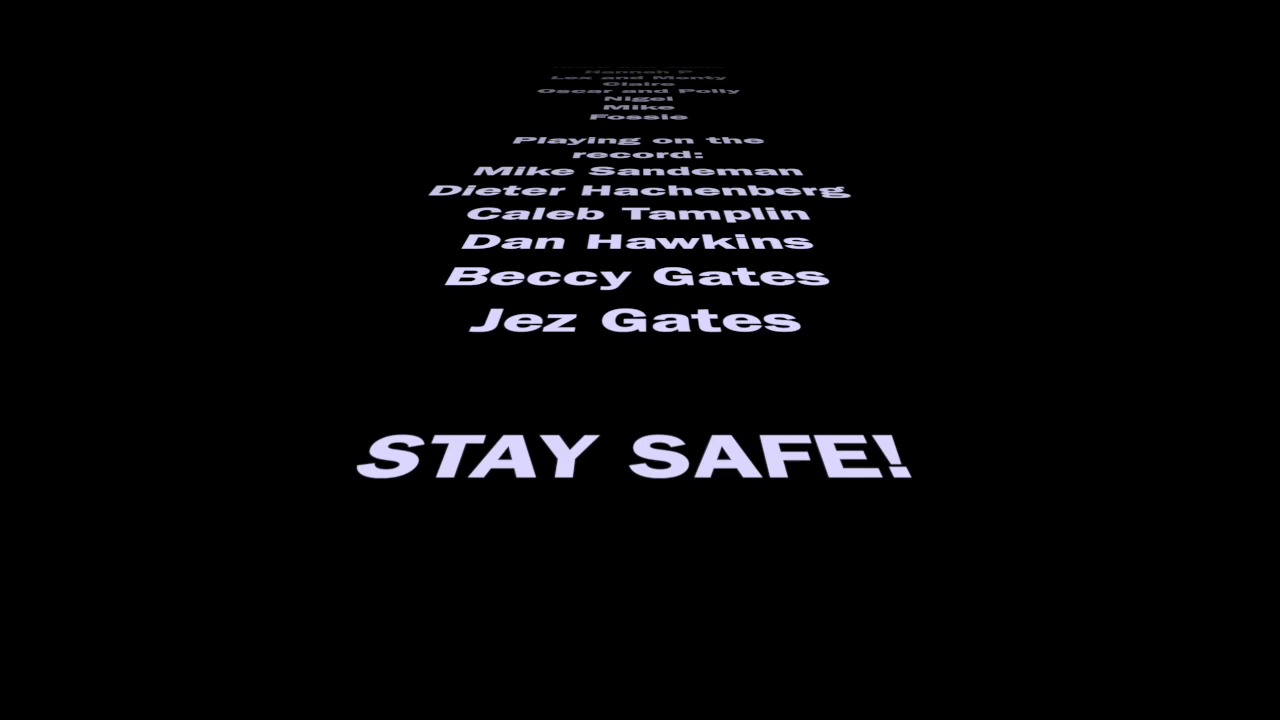 Hannah P
Lex and Monty
Claire
Oscar and Polly
Nigel
Mike
Fossie
Playing on the
record:
Mike Sandeman
Dieter Hachenberg
Caleb Tamplin
Dan Hawkins
Beccy Gates
Jez Gates
STAY SAFE!